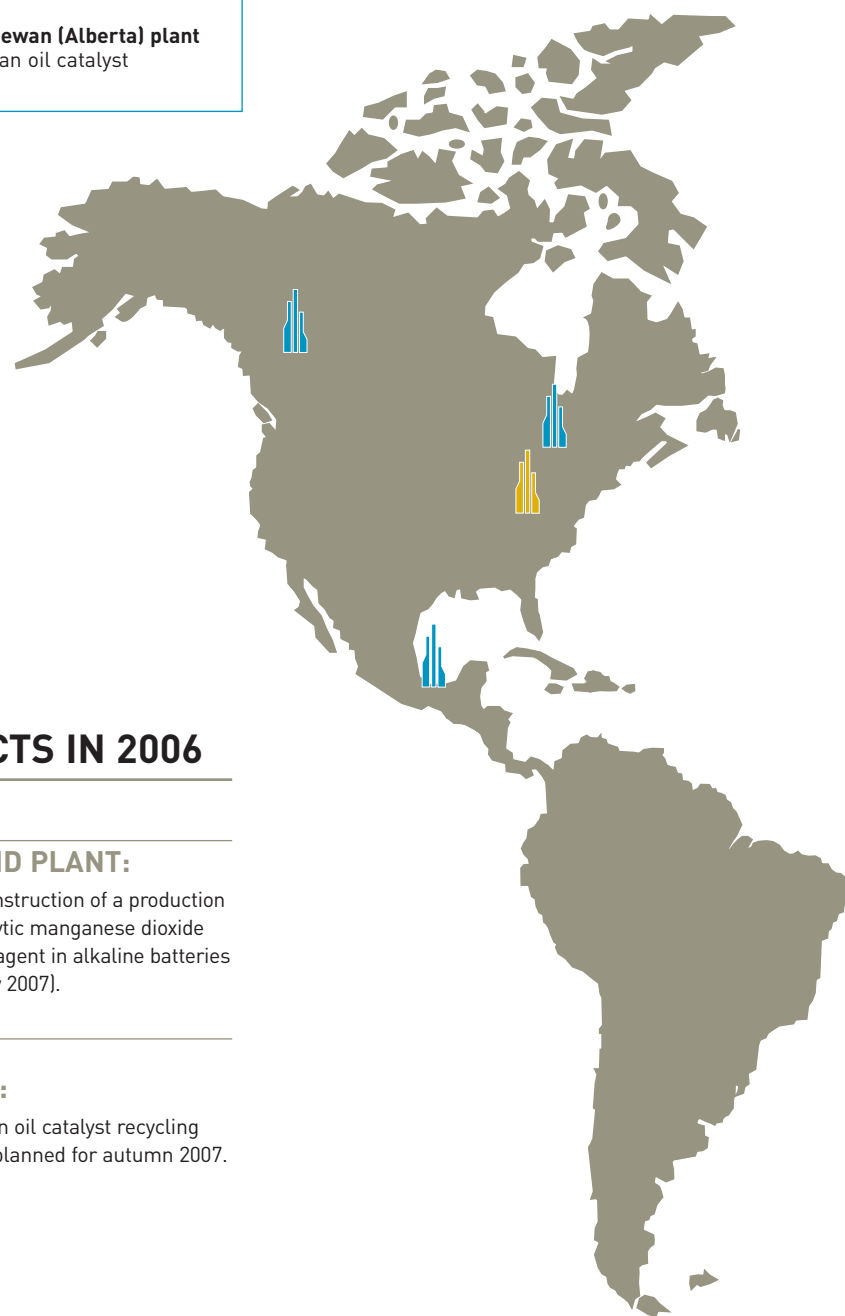 ewan (Alberta) plant
an oil catalyst
CTS IN 2006
ND PLANT:
nstruction of a production
ytic manganese dioxide
agent in alkaline batteries
y 2007).
:
n oil catalyst recycling
planned for autumn 2007.